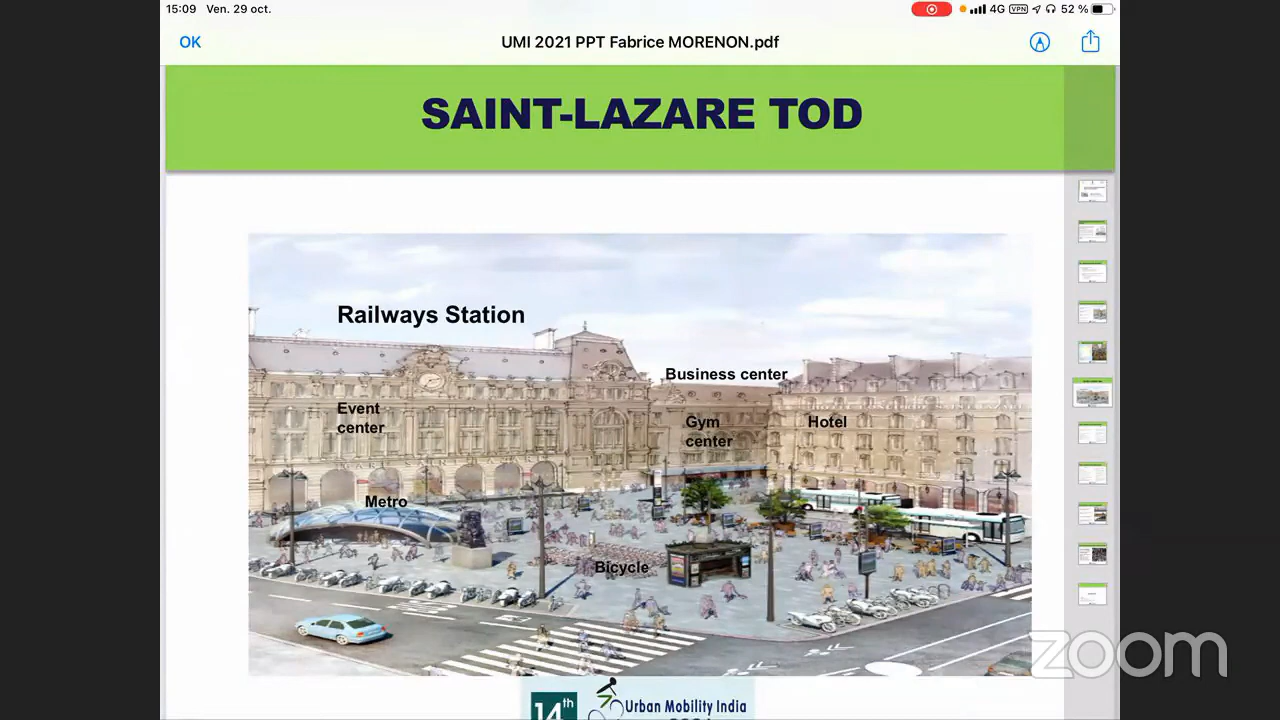 15:09 Ven. 29 oct.
4G VPN 52 %
OK
UMI 2021 PPT Fabrice MORENON.pdf
SAINT-LAZARE TOD
Railways Station
Business center
Event
center
Gym
center
Hotel
Metro
Bicycle
zoom
14th
Urban Mobility India